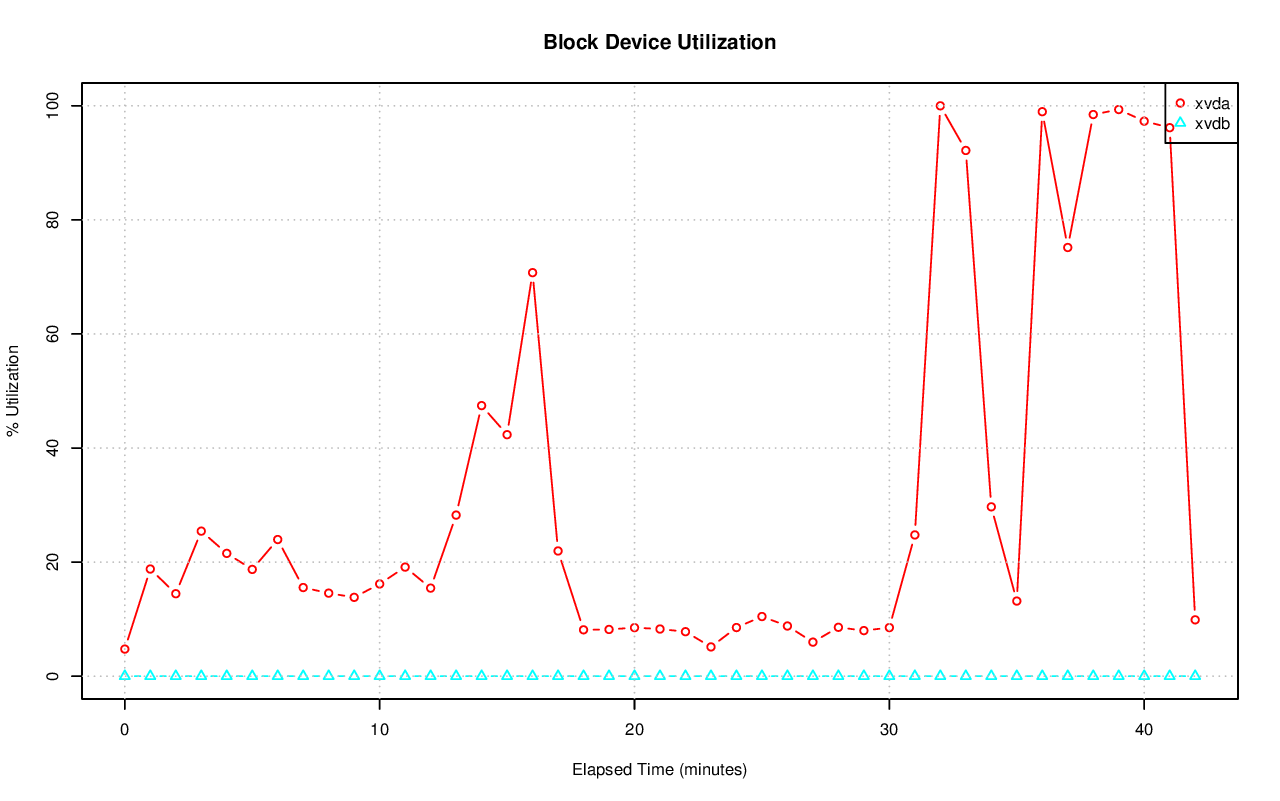 Block Device Utilization
xvda
xvdb
% Utilization
100
80
60
40
20
0
0 10 20 30 40
Elapsed Time (minutes)